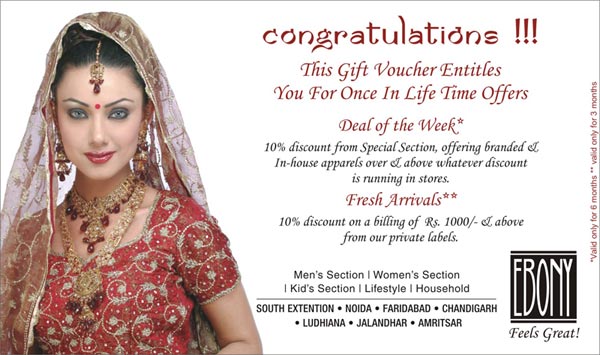 congratulations !!!
This Gift Voucher Entitles
You For Once In Life Time Offers
Deal of the Week*
10% discount from Special Section, offering branded &
In-house apparels over & above whatever discount
is running in stores.
Fresh Arrivals**
10% discount on a billing of Rs. 1000/- & above
from our private labels.
Men's Section | Women's Section
| Kid's Section | Lifestyle | Household
SOUTH EXTENTION • NOIDA • FARIDABAD • CHANDIGARH
• LUDHIANA • JALANDHAR • AMRITSAR
EBONY
Feels Great!
*Valid only for 6 months ** valid only for 3 months